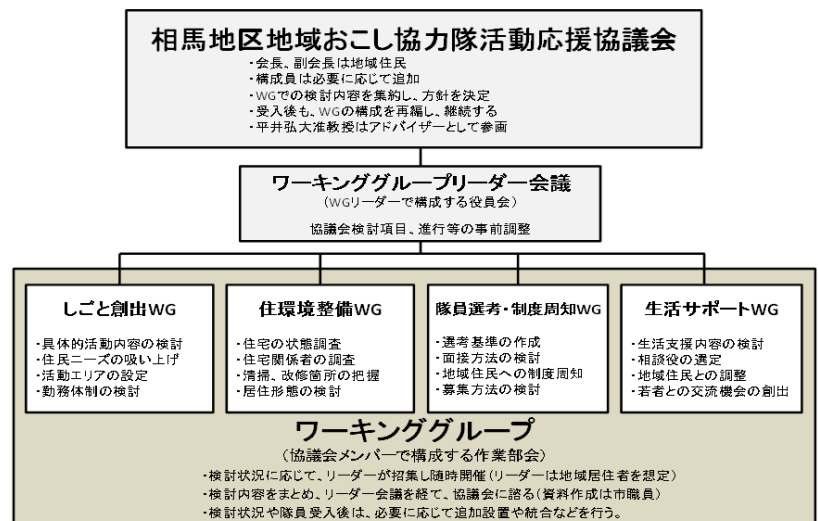 相馬地区地域おこし協力隊活動応援協議会
・会長、副会長は地域住民
・構成員は必要に応じて追加
・WGでの検討内容を集約し、方針を決定
・受入後も、WGの構成を再編し、継続する
・平井弘大准教授はアドバイザーとして参画
ワーキンググループリーダー会議
(WGリーダーで構成する役員会)
協議会検討項目、進行等の事前調整
しごと創出WG
・具体的活動内容の検討
・住民ニーズの吸い上げ
・活動エリアの設定
・勤務体制の検討
住環境整備WG
・住宅の状態調査
・住宅関係者の調査
・清掃、改修箇所の把握
・居住形態の検討
隊員選考・制度周知WG
・選考基準の作成
・面接方法の検討
・地域住民への制度周知
・募集方法の検討
生活サポートWG
・生活支援内容の検討
・相談役の選定
・地域住民との調整
・若者との交流機会の創出
ワーキンググループ
(協議会メンバーで構成する作業部会)
・検討状況に応じて、リーダーが招集し随時開催(リーダーは地域居住者を想定)
・検討内容をまとめ、リーダー会議を経て、協議会に諮る(資料作成は市職員)
・検討状況や隊員受入後は、必要に応じて追加設置や統合などを行う。